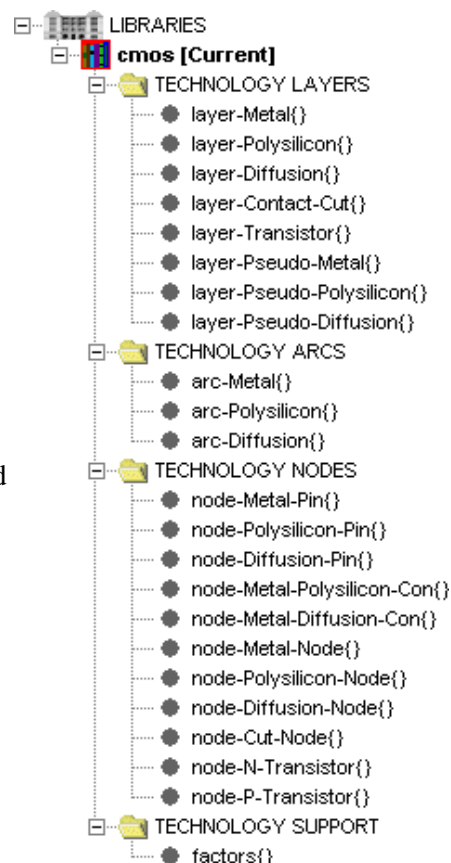 LIBRARIES
cmos [Current]
TECHNOLOGY LAYERS
layer-Metal{}
layer-Polysilicon{}
layer-Diffusion{}
layer-Contact-Cut{}
layer-Transistor{}
layer-Pseudo-Metal{}
layer-Pseudo-Polysilicon{}
layer-Pseudo-Diffusion{}
TECHNOLOGY ARCS
arc-Metal{}
arc-Polysilicon{}
arc-Diffusion{}
d
TECHNOLOGY NODES
node-Metal-Pin{}
node-Polysilicon-Pin{}
node-Diffusion-Pin{}
node-Metal-Polysilicon-Con{}
node-Metal-Diffusion-Con{}
node-Metal-Node{}
node-Polysilicon-Node{}
node-Diffusion-Node{}
node-Cut-Node{}
node-N-Transistor{}
node-P-Transistor{}
TECHNOLOGY SUPPORT
factors{}